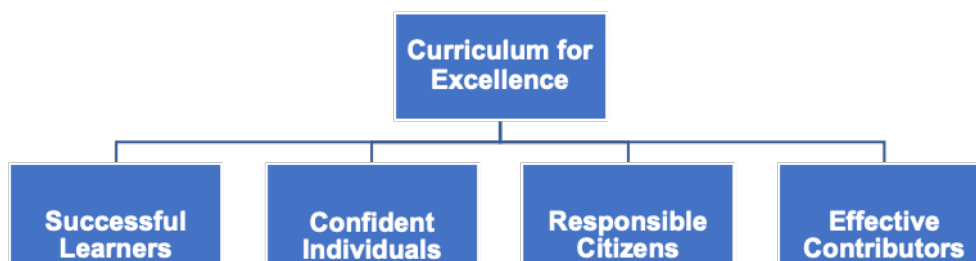 Curriculum for
Excellence
Successful
Learners
Confident
Individuals
Responsible
Citizens
Effective
Contributors